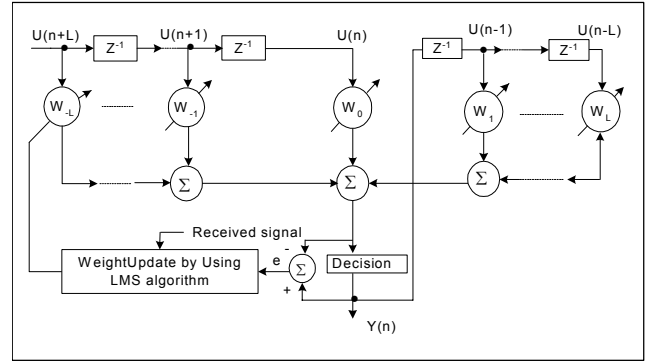 U(n+L) U(n+1) U(n) U(n-1) U(n-L)
Z-1 Z-1 Z-1 Z-1
W-L W-1 W0 W1 WL
Σ Σ Σ
Received signal
WeightUpdate by Using
LMS algorithm
e
-
+
Σ
Decision
Y(n)